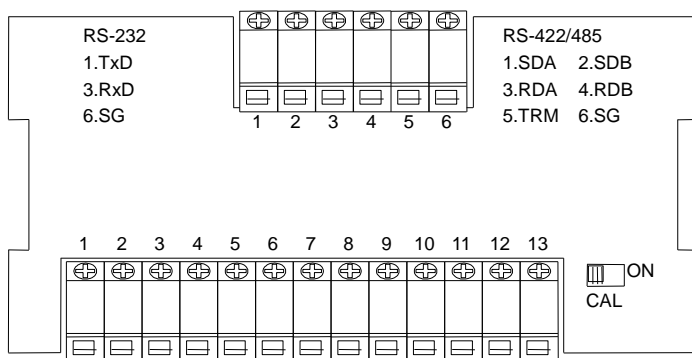 RS-232
1.TxD
3.RxD
6.SG
1 2 3 4 5 6
RS-422/485
1.SDA 2.SDB
3.RDA 4.RDB
5.TRM 6.SG
1 2 3 4 5 6 7 8 9 10 11 12 13
ON
CAL